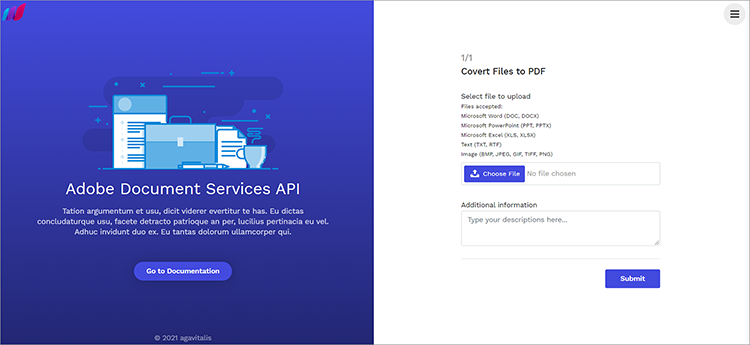 Adobe Document Services API
Tation argumentum et usu, dicit viderer evertitur te has. Eu dictas
concludaturque usu, facete detracto patrioque an per, lucilius pertinacia eu vel.
Adhuc invidunt duo ex. Eu tantas dolorum ullamcorper qui.
Go to Documentation
© 2021 agavitalis
1/1
Covert Files to PDF
Select file to upload
Files accepted:
Microsoft Word (DOC, DOCX)
Microsoft PowerPoint (PPT, PPTX)
Microsoft Excel (XLS, XLSX)
Text (TXT, RTF)
Image (BMP, JPEG, GIF, TIFF, PNG)
Choose File No file chosen
Additional information
Type your descriptions here...
Submit